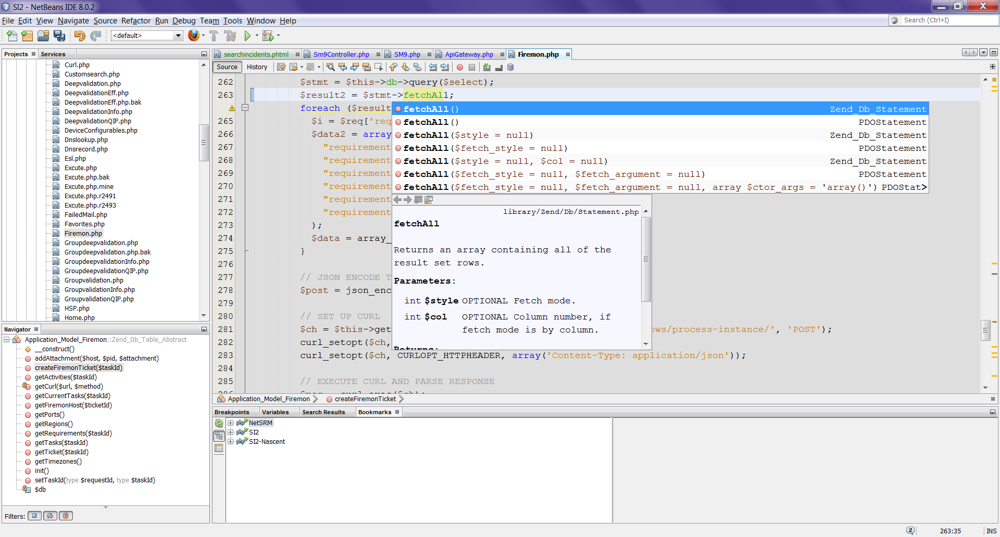 SI2 - NetBeans IDE 8.0.2
File Edit View Navigate Source Refactor Run Debug Team Tools Window Help
Search (Ctrl+I)
<default>
Projects Services
Curl.php
Customsearch.php
Deepvalidation.php
DeepvalidationEff.php
DeepvalidationEff.php.bak
DeepvalidationInfo.php
DeepvalidationQIP.php
DeviceConfigurables.php
Dnslookup.php
Dnsrecord.php
Esl.php
Excute.php
Excute.php.bak
Excute.php.mine
Excute.php.r2491
Excute.php.r2493
FailedMail.php
Favorites.php
Firemon.php
Groupdeepvalidation.php
Groupdeepvalidation.php.bak
GroupdeepvalidationInfo.php
GroupdeepvalidationQIP.php
Groupvalidation.php
GroupvalidationInfo.php
GroupvalidationQIP.php
HSP.php
Home.php
Navigator
Application_Model_Firemon::Zend_Db_Table_Abstract
__construct()
addAttachment($host, $pid, $attachment)
createFiremonTicket($taskId)
getActivities($taskId)
getCurl($url, $method)
getCurrentTasks($taskId)
getFiremonHost($ticketId)
getPorts()
getRegions()
getRequirements($taskId)
getTasks($taskId)
getTicket($taskId)
getTimezones()
init()
setTaskId(type $requestId, type $taskId)
$db
Filters:
searchincidents.phtml Sm9Controller.php SM9.php ApiGateway.php Firemon.php
Source History
262 $stmt = $this->db->query($select);
263 $result2 = $stmt->fetchAll;
foreach ($result
265 $i = $req['req
266 $data2 = array
267 "requirement
268 "requirement
269 "requirement
270 "requirement
271 "requirement
272 "requirement
273 );
274 $data = array_
275 }
276
277 // JSON ENCODE T
278 $post = json_enc
279
280 // SET UP CURL
281 $ch = $this->get ows/process-instance/', 'POST');
282 curl_setopt($ch,
283 curl_setopt($ch, CURLOPT_HTTPHEADER, array('Content-Type: application/json'));
284
285 // EXECUTE CURL AND PARSE RESPONSE
fetchAll() Zend_Db_Statement
fetchAll() PDOStatement
fetchAll($style = null) Zend_Db_Statement
fetchAll($fetch_style = null) PDOStatement
fetchAll($style = null, $col = null) Zend_Db_Statement
fetchAll($fetch_style = null, $fetch_argument = null) PDOStatement
fetchAll($fetch_style = null, $fetch_argument = null, array $ctor_args = 'array()') PDOStat>
library/Zend/Db/Statement.php
fetchAll
Returns an array containing all of the
result set rows.
Parameters:
int $style OPTIONAL Fetch mode.
int $col OPTIONAL Column number, if
fetch mode is by column.
Returns:
Application_Model_Firemon createFiremonTicket
Breakpoints Variables Search Results Bookmarks
NetSRM
SI2
SI2-Nascent
2 263:35 INS